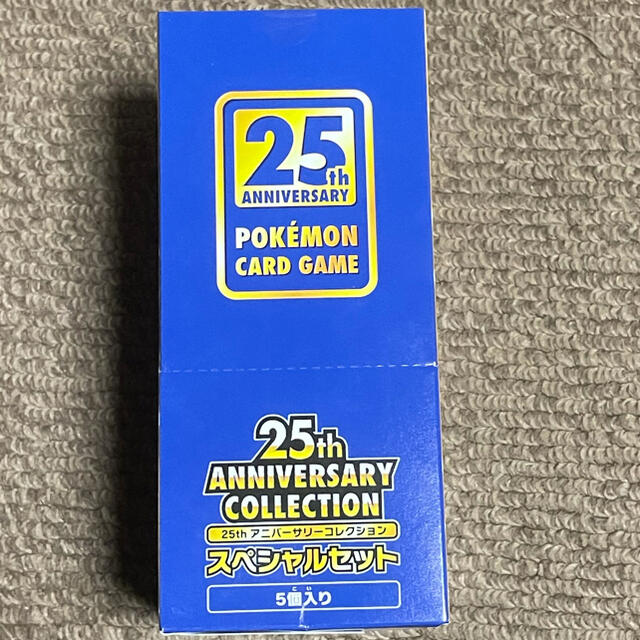 25th
ANNIVERSARY
POKÉMON
CARD GAME
25th
ANNIVERSARY
COLLECTION
25th アニバーサリーコレクション
スペシャルセット
5個入り